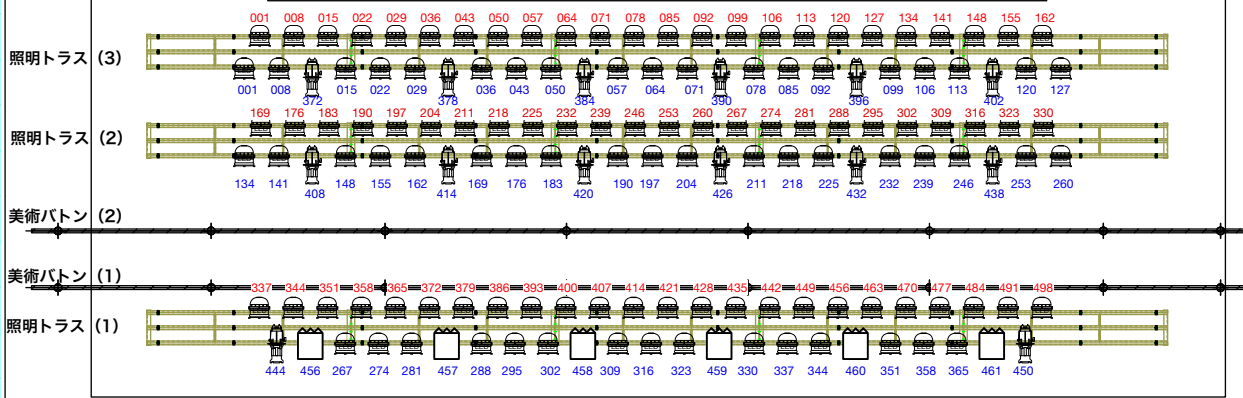 001 008 015 022 029 036 043 050 057 064 071 078 085 092 099 106 113 120 127 134 141 148 155 162
照明トラス（3）
001 008 372 015 022 029 378 036 043 050 384 057 064 071 390 078 085 092 396 099 106 113 402 120 127
169 176 183 190 197 204 211 218 225 232 239 246 253 260 267 274 281 288 295 302 309 316 323 330
照明トラス（2）
134 141 408 148 155 162 414 169 176 183 420 190 197 204 426 211 218 225 432 232 239 246 438 253 260
美術バトン（2）
美術バトン（1）
337 344 351 358 365 372 379 386 393 400 407 414 421 428 435 442 449 456 463 470 477 484 491 498
照明トラス（1）
444 456 267 274 281 457 288 295 302 458 309 316 323 459 330 337 344 460 351 358 365 461 450